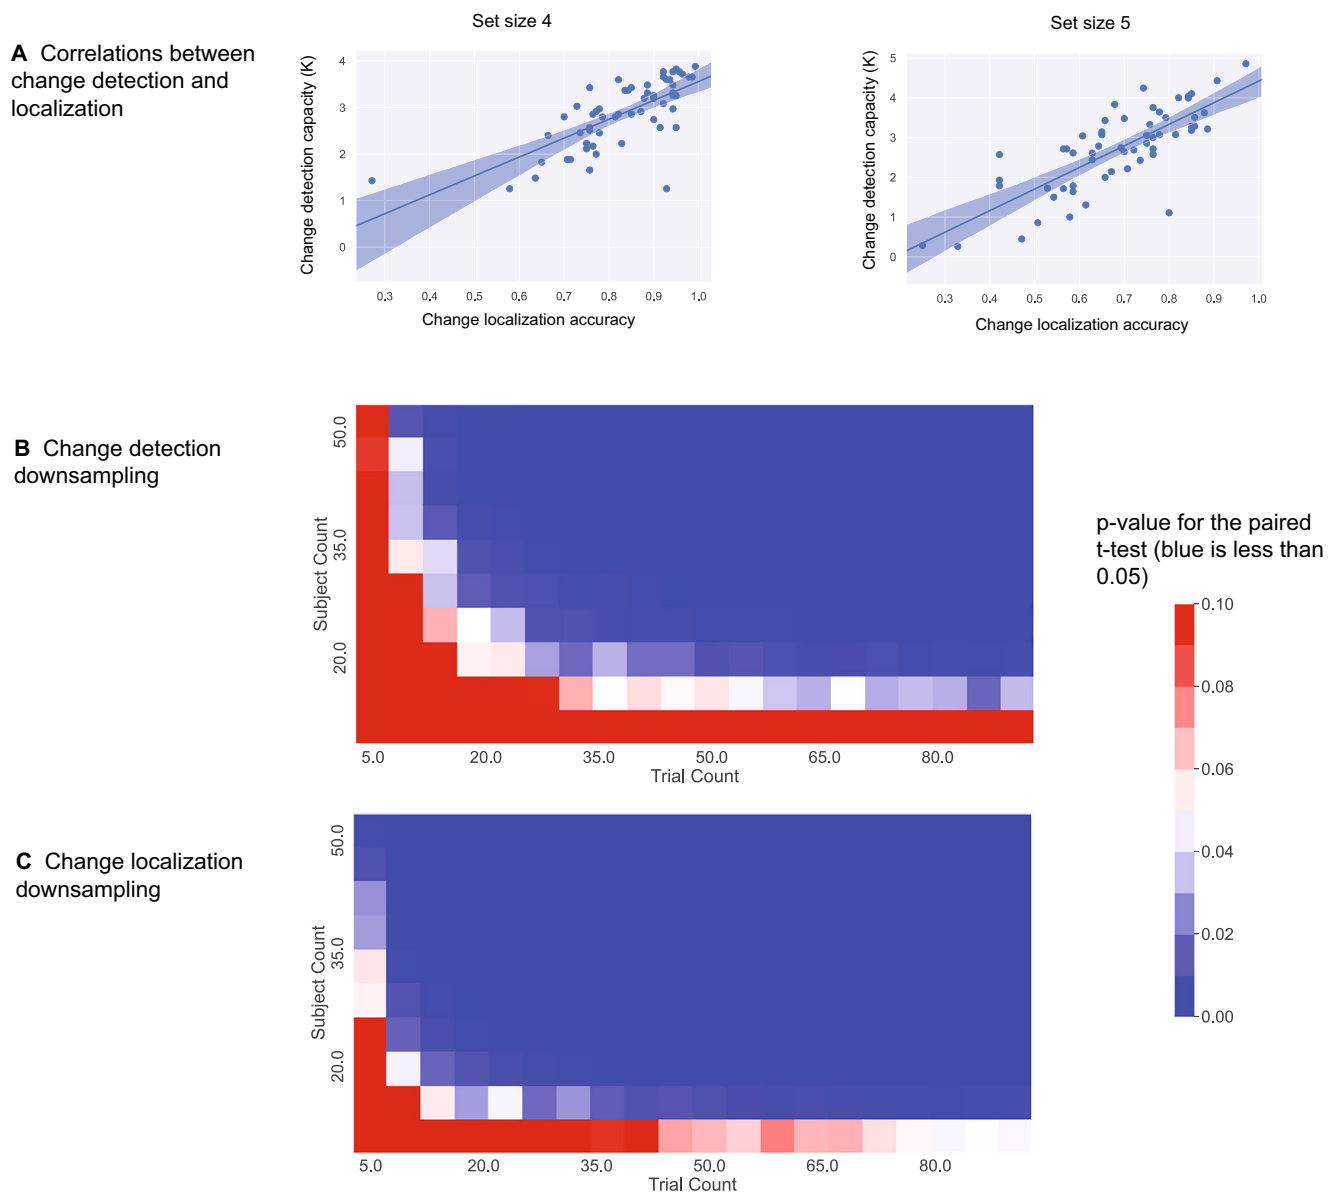 Set size 4
Set size 5
A Correlations between
change detection and
localization
Change detection capacity (K)
4
3
2
1
0
0.3 0.4 0.5 0.6 0.7 0.8 0.9 1.0
Change localization accuracy
Change detection capacity (K)
5
4
3
2
1
0
0.3 0.4 0.5 0.6 0.7 0.8 0.9 1.0
Change localization accuracy
B Change detection
downsampling
Subject Count
50.0
35.0
20.0
5.0 20.0 35.0 50.0 65.0 80.0
Trial Count
p-value for the paired
t-test (blue is less than
0.05)
0.10
0.08
0.06
0.04
0.02
0.00
C Change localization
downsampling
Subject Count
50.0
35.0
20.0
5.0 20.0 35.0 50.0 65.0 80.0
Trial Count